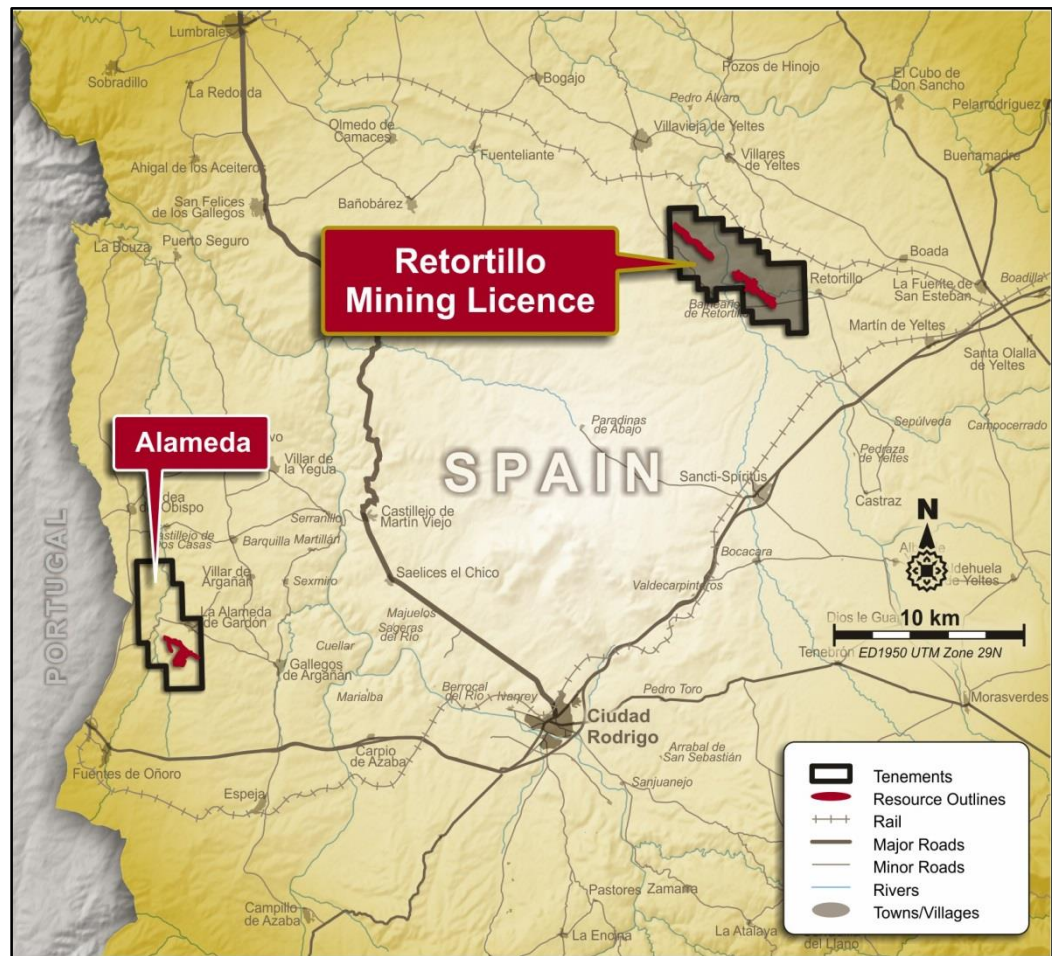 Lumbrales
Sobradillo
La Redonda
Bogajo
Pozos de Hinojo
El Cubo de
Don Sancho
Pelarrodriguez
Pedro Álvaro
Olmedo de
Camaces
Villavieja de Yeltes
Fuenteliante
Villares
de Yeltes
Buenamadre
Ahigal de los Aceiteros
San Felices
de los Gallegos
Bañobárez
La Bouza
Puerto Seguro
Retortillo
Mining Licence
Boada
Retortillo
La Fuente de
San Esteban
Boadilla
de Retortillo
Martín de Yeltes
Santa Olalla
de Yeltes
Alameda
Paradinas
de Abajo
Sepúlveda
Campocerrado
Pedraza
de Yeltes
Villar de
la Yegua
SPAIN
Sancti-Spíritus
Castraz
PORTUGAL
Serranillo
Castillejo de
Martín Viejo
Barquilla
Martillán
N
Bocacara
Villar de
Argañán
Sexmiro
Saelices el Chico
Valdecarpinteros
La Alameda
de Gardón
Majuelos
Sageras
del Río
10 km
ED1950 UTM Zone 29N
Cuellar
Tenebrón
Gallegos
de Argañán
Marialba
Berrocal
del Río
Ivanrey
Pedro Toro
Morasverdes
Ciudad
Rodrigo
Carpio
de Azaba
Arrabal de
San Sebastián
Fuentes de Oñoro
Sanjuanejo
Espeja
Tenements
Resource Outlines
Rail
Major Roads
Minor Roads
Rivers
Towns/Villages
Pastores
Zamarra
Campillo
de Azaba
La Encina
La Atalaya
del Llano